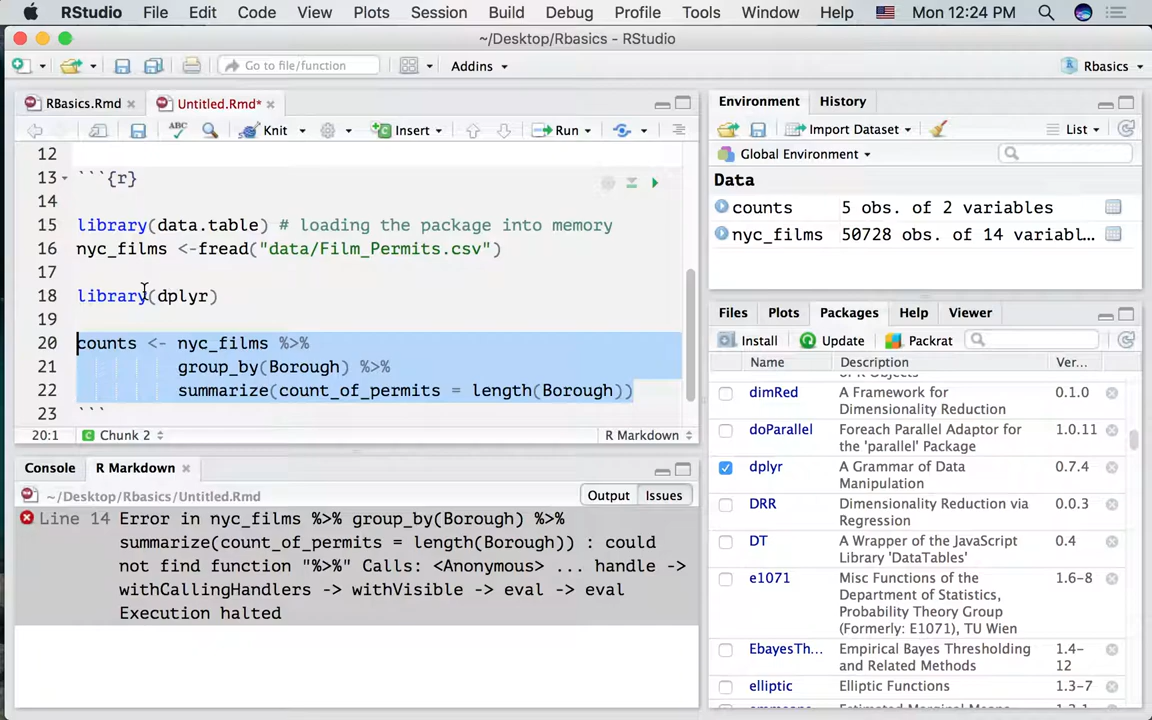 RStudio File Edit Code View Plots Session Build Debug Profile Tools Window Help Mon 12:24 PM
~/Desktop/Rbasics - RStudio
Go to file/function Addins Rbasics
RBasics.Rmd Untitled.Rmd*
ABC Knit Insert Run
12
13 ```{r}
14
15 library(data.table) # loading the package into memory
16 nyc_films <-fread("data/Film_Permits.csv")
17
18 library(dplyr)
19
20 counts <- nyc_films %>%
21 group_by(Borough) %>%
22 summarize(count_of_permits = length(Borough))
23 ```
20:1 Chunk 2 R Markdown
Console R Markdown
~/Desktop/Rbasics/Untitled.Rmd Output Issues
Line 14 Error in nyc_films %>% group_by(Borough) %>%
summarize(count_of_permits = length(Borough)) : could
not find function "%>%" Calls: <Anonymous> ... handle ->
withCallingHandlers -> withVisible -> eval -> eval
Execution halted
Environment History
Import Dataset List
Global Environment
Data
counts 5 obs. of 2 variables
nyc_films 50728 obs. of 14 variabl...
Files Plots Packages Help Viewer
Install Update Packrat
Name Description Ver...
dimRed A Framework for 0.1.0
Dimensionality Reduction
doParallel Foreach Parallel Adaptor for 1.0.11
the 'parallel' Package
dplyr A Grammar of Data 0.7.4
Manipulation
DRR Dimensionality Reduction via 0.0.3
Regression
DT A Wrapper of the JavaScript 0.4
Library 'DataTables'
e1071 Misc Functions of the 1.6-8
Department of Statistics,
Probability Theory Group
(Formerly: E1071), TU Wien
EbayesTh... Empirical Bayes Thresholding 1.4-
and Related Methods 12
elliptic Elliptic Functions 1.3-7